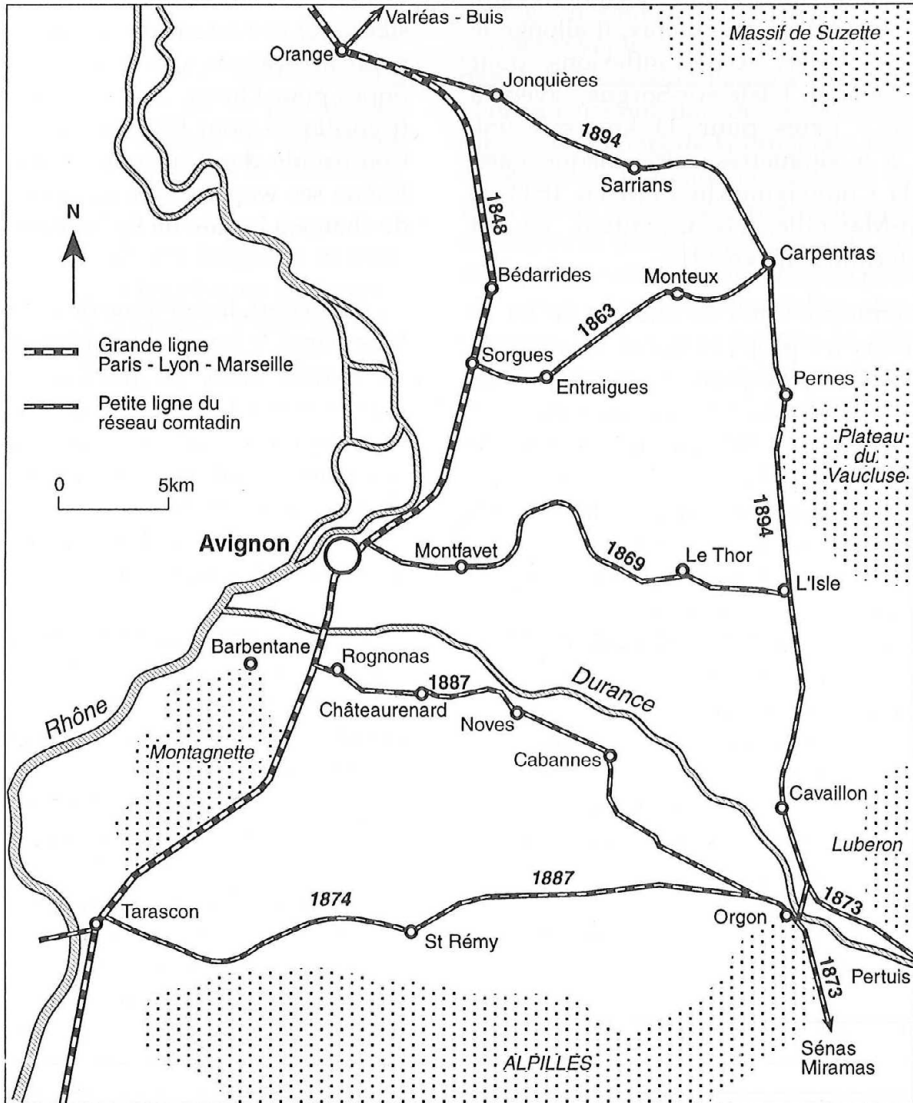 Valréas - Buis
Massif de Suzette
Orange
Jonquières
1894
Sarrians
N
1848
Carpentras
Bédarrides
Monteux
1863
Grande ligne
Paris - Lyon - Marseille
Sorgues
Entraigues
Pernes
Petite ligne du
réseau comtadin
Plateau
du
Vaucluse
0 5km
1894
Avignon
Montfavet
1869
Le Thor
L'Isle
Barbentane
Rognonas
Durance
1887
Rhône
Châteaurenard
Noves
Montagnette
Cabannes
Cavaillon
Luberon
1874
1887
1873
Tarascon
Orgon
St Rémy
Pertuis
1873
ALPILLES
Sénas
Miramas